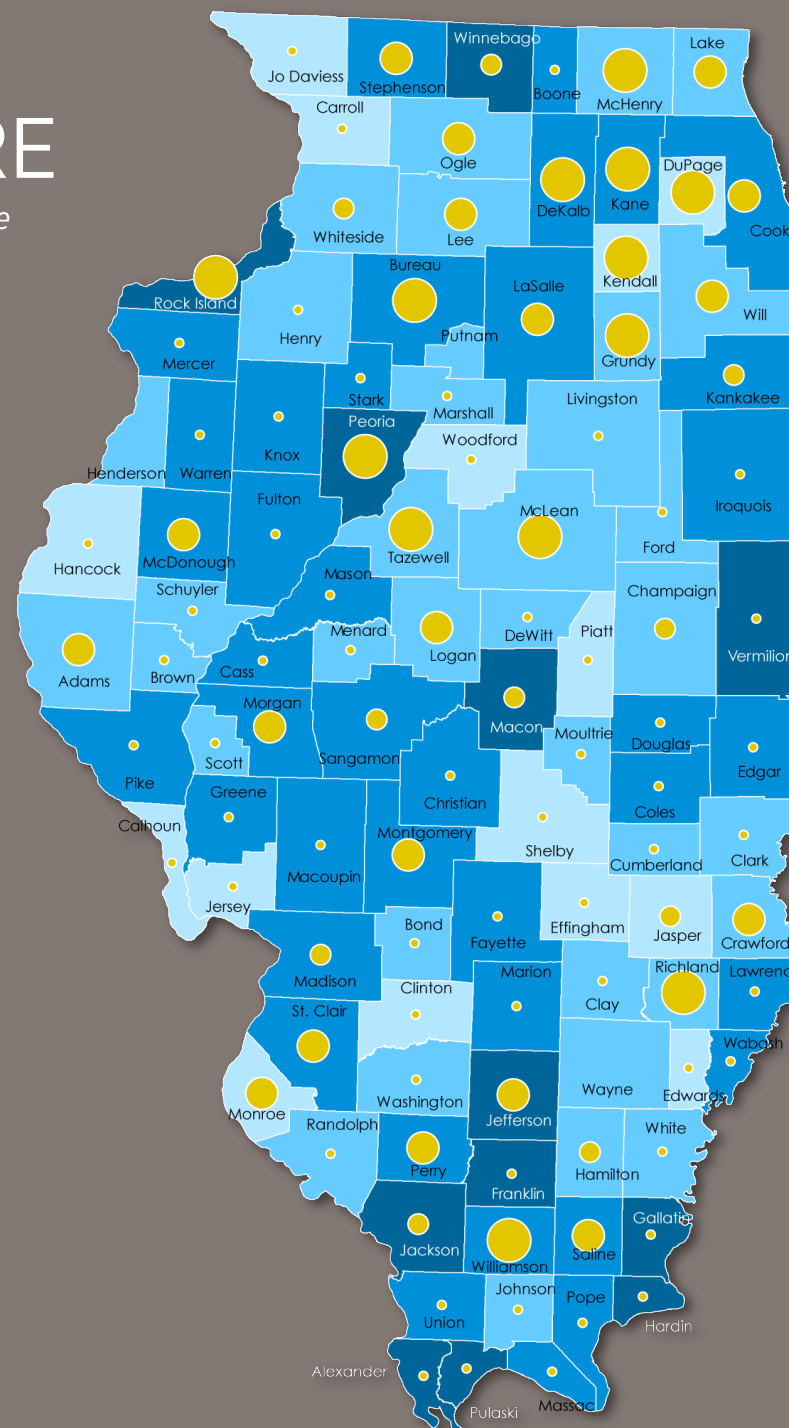 RE
e
Jo Daviess
Stephenson
Winnebago
Boone
McHenry
Lake
Carroll
Ogle
DeKalb
Kane
DuPage
Cook
Whiteside
Lee
Rock Island
Bureau
LaSalle
Kendall
Will
Henry
Putnam
Grundy
Mercer
Stark
Marshall
Livingston
Kankakee
Henderson
Warren
Knox
Peoria
Woodford
Iroquois
Hancock
McDonough
Fulton
Tazewell
McLean
Ford
Schuyler
Mason
Champaign
Adams
Brown
Cass
Menard
Logan
DeWitt
Piatt
Vermilion
Morgan
Macon
Moultrie
Douglas
Pike
Scott
Sangamon
Christian
Edgar
Coles
Calhoun
Greene
Macoupin
Montgomery
Shelby
Cumberland
Clark
Jersey
Bond
Fayette
Effingham
Jasper
Crawford
Madison
Clinton
Marion
Clay
Richland
Lawrenc
St. Clair
Wabash
Monroe
Washington
Jefferson
Wayne
Edwards
Randolph
Perry
Hamilton
White
Franklin
Jackson
Williamson
Saline
Gallatin
Union
Johnson
Pope
Hardin
Alexander
Pulaski
Massac